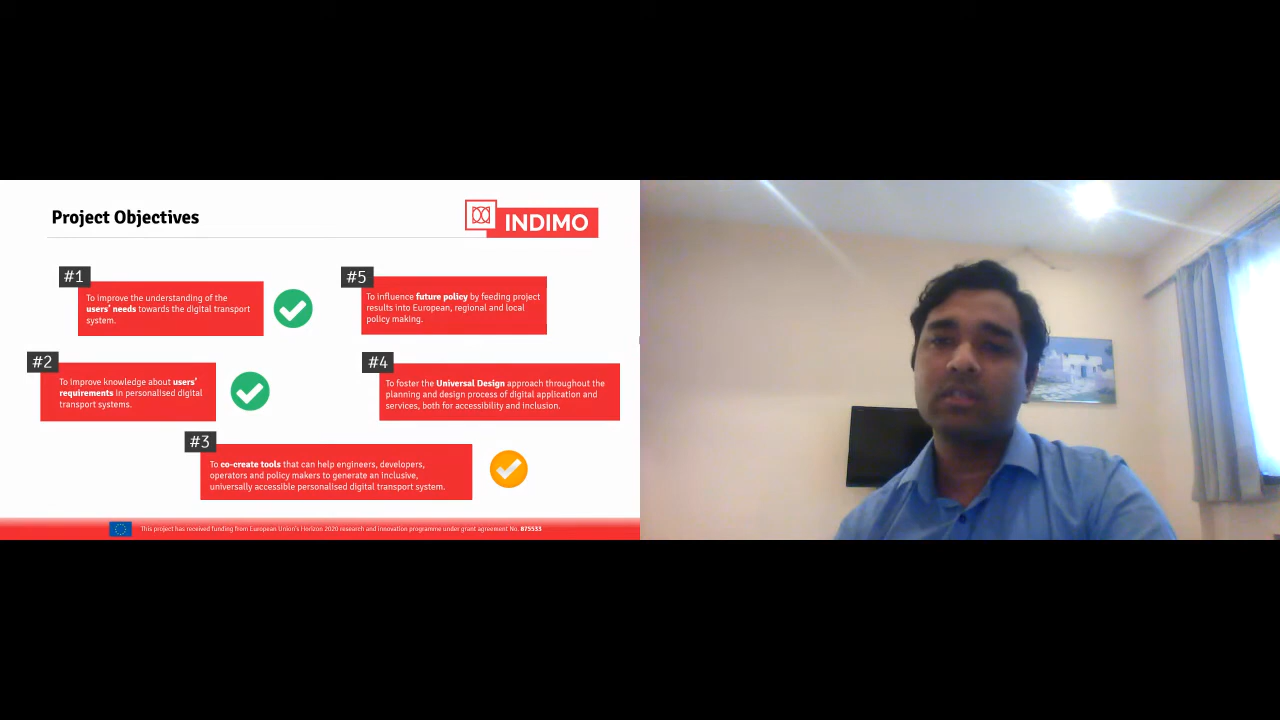 Project Objectives
INDIMO
#1
To improve the understanding of the
users' needs towards the digital transport
system.
#5
To influence future policy by feeding project
results into European, regional and local
policy making.
#2
To improve knowledge about users'
requirements in personalised digital
transport systems.
#4
To foster the Universal Design approach throughout the
planning and design process of digital application and
services, both for accessibility and inclusion.
#3
To co-create tools that can help engineers, developers,
operators and policy makers to generate an inclusive,
universally accessible personalised digital transport system.
This project has received funding from European Union's Horizon 2020 research and innovation programme under grant agreement No. 875533